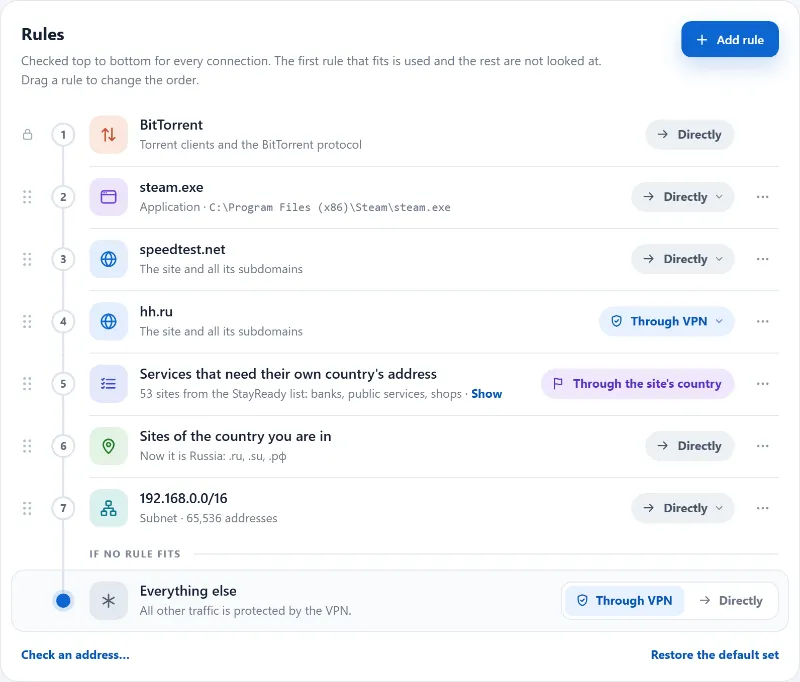 Rules
Add rule
Checked top to bottom for every connection. The first rule that fits is used and the rest are not looked at.
Drag a rule to change the order.
1
BitTorrent
Torrent clients and the BitTorrent protocol
Directly
2
steam.exe
Application · C:\Program Files (x86)\Steam\steam.exe
Directly
3
speedtest.net
The site and all its subdomains
Directly
4
hh.ru
The site and all its subdomains
Through VPN
5
Services that need their own country's address
53 sites from the StayReady list: banks, public services, shops · Show
Through the site's country
6
Sites of the country you are in
Now it is Russia: .ru, .su, .рф
Directly
7
192.168.0.0/16
Subnet · 65,536 addresses
Directly
IF NO RULE FITS
Everything else
All other traffic is protected by the VPN.
Through VPN
Directly
Check an address...
Restore the default set